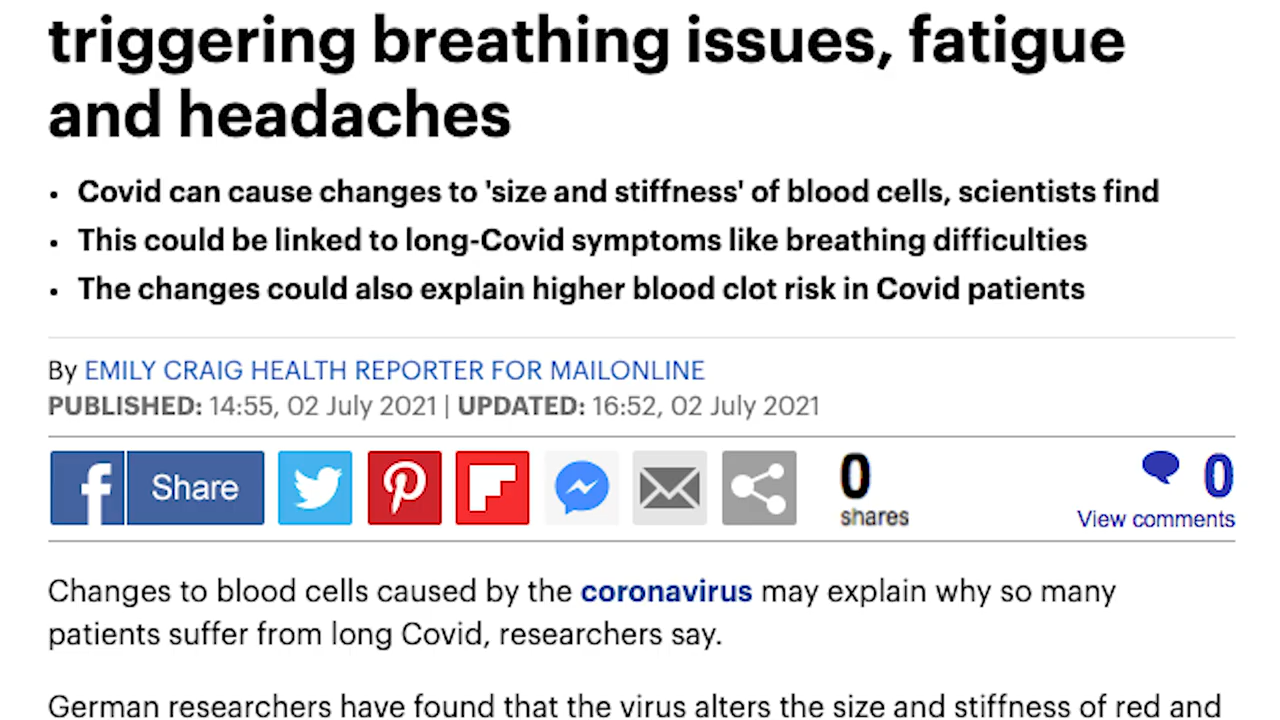 triggering breathing issues, fatigue
and headaches
• Covid can cause changes to 'size and stiffness' of blood cells, scientists find
• This could be linked to long-Covid symptoms like breathing difficulties
• The changes could also explain higher blood clot risk in Covid patients
By EMILY CRAIG HEALTH REPORTER FOR MAILONLINE
PUBLISHED: 14:55, 02 July 2021 | UPDATED: 16:52, 02 July 2021
Share
0
shares
0
View comments
Changes to blood cells caused by the coronavirus may explain why so many
patients suffer from long Covid, researchers say.
German researchers have found that the virus alters the size and stiffness of red and